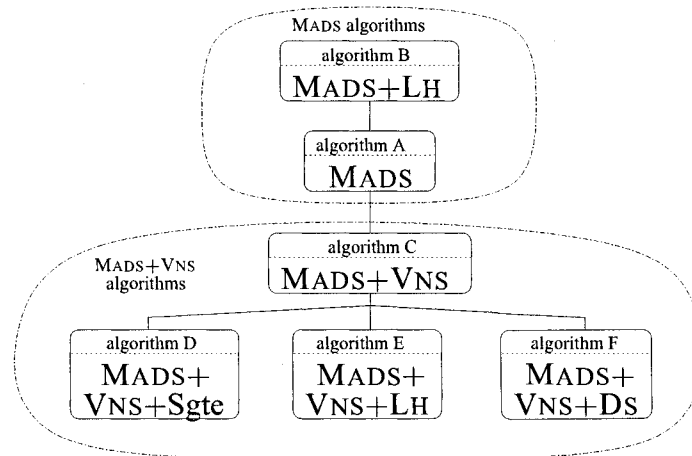 MADS algorithms
algorithm B
MADS+LH
algorithm A
MADS
algorithm C
MADS+VNS
MADS+VNS
algorithms
algorithm D
MADS+
VNS+Sgte
algorithm E
MADS+
VNS+LH
algorithm F
MADS+
VNS+DS